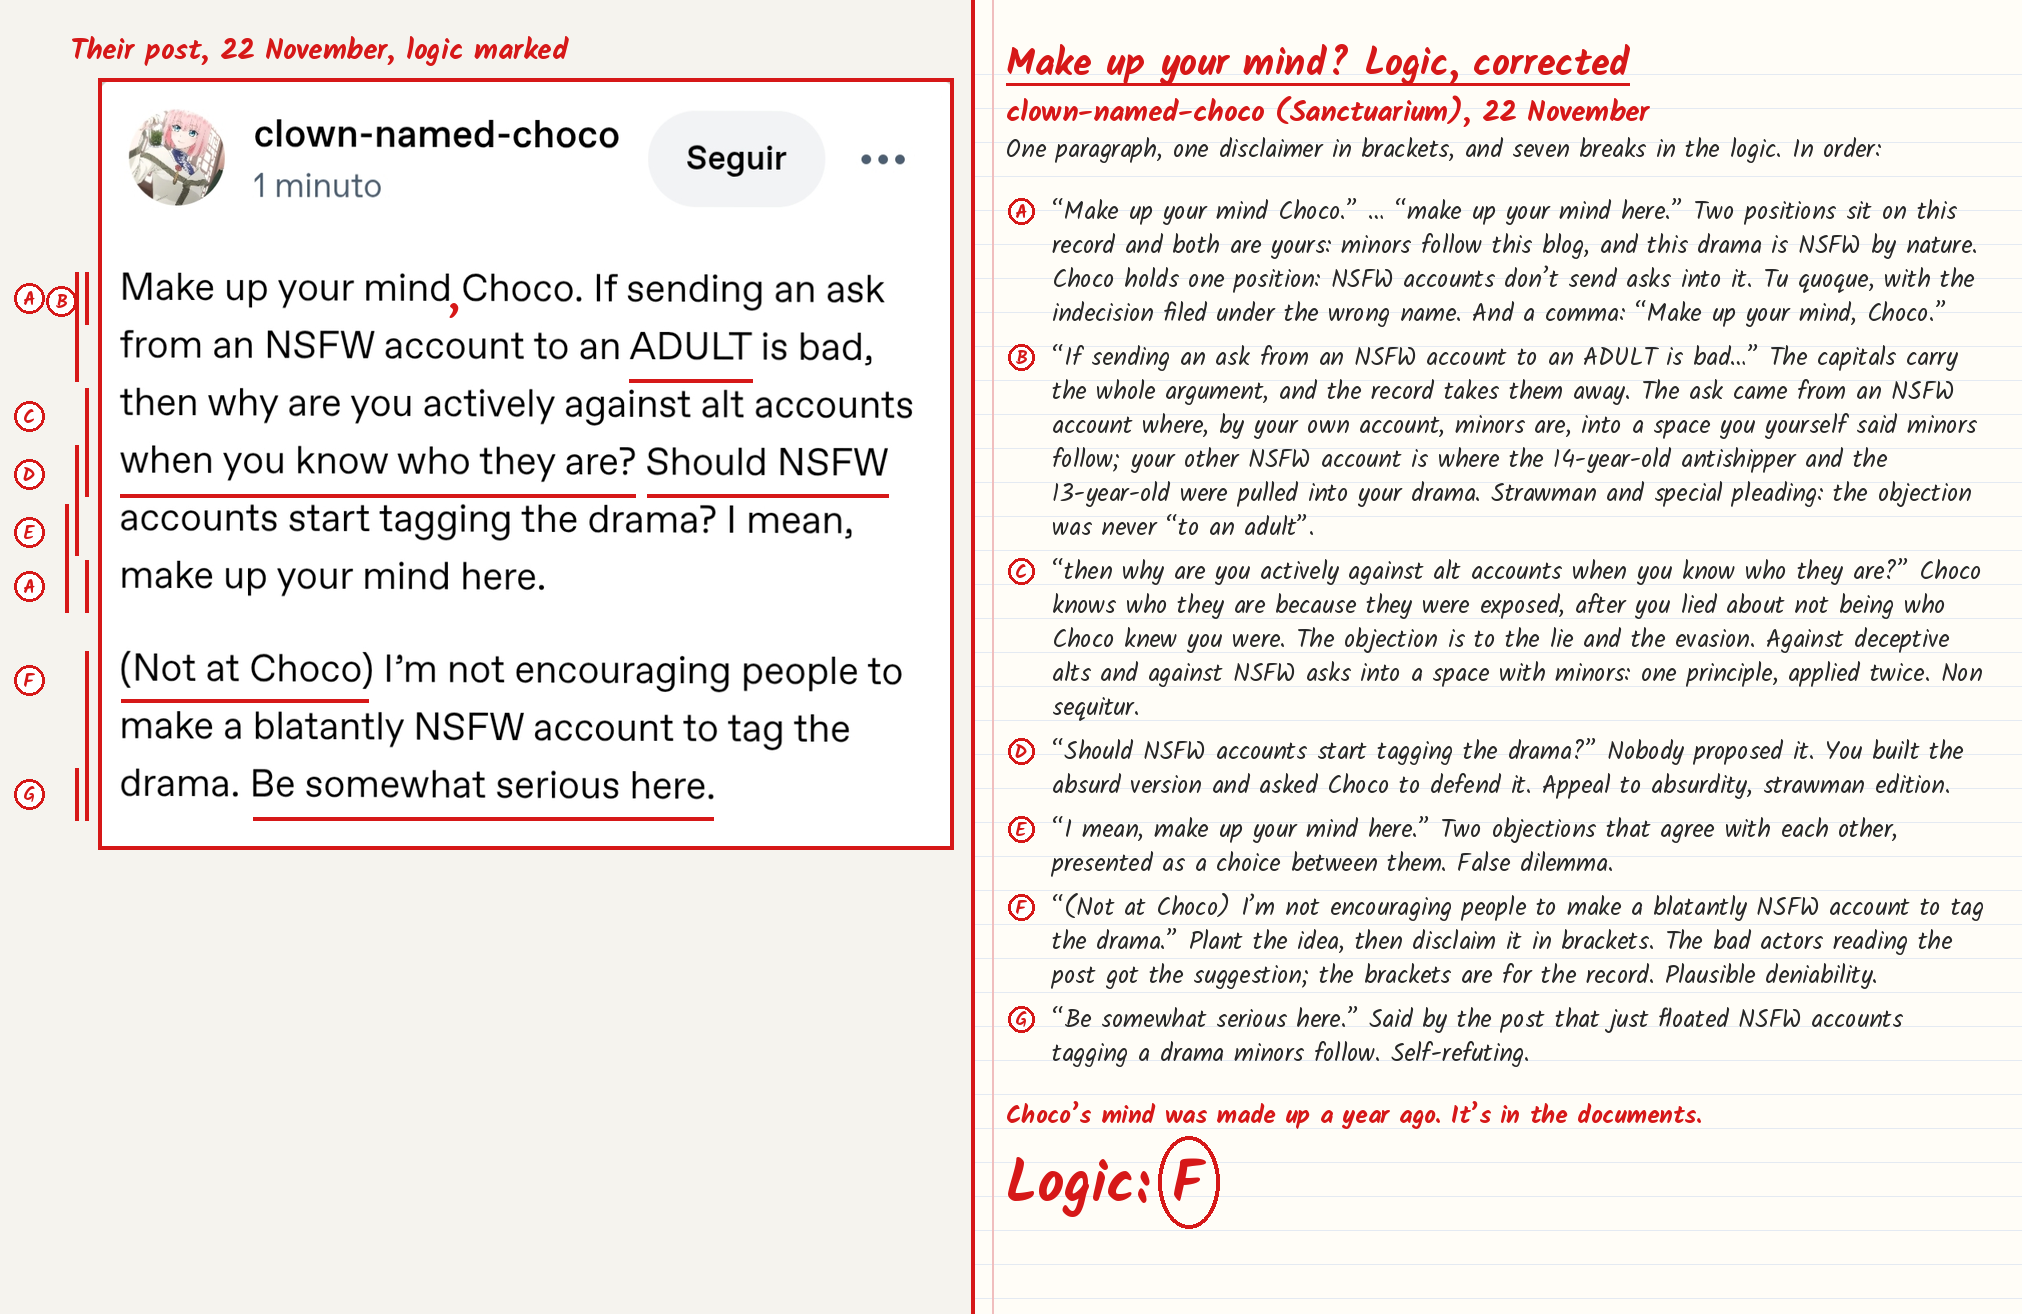 Their post, 22 November, logic marked
clown-named-choco
1 minuto
Seguir
A B
Make up your mind, Choco. If sending an ask
from an NSFW account to an ADULT is bad,
C
then why are you actively against alt accounts
D
when you know who they are? Should NSFW
E
accounts start tagging the drama? I mean,
A
make up your mind here.
F
(Not at Choco) I’m not encouraging people to
make a blatantly NSFW account to tag the
G
drama. Be somewhat serious here.
Make up your mind? Logic, corrected
clown-named-choco (Sanctuarium), 22 November
One paragraph, one disclaimer in brackets, and seven breaks in the logic. In order:
A “Make up your mind Choco.” ... “make up your mind here.” Two positions sit on this
record and both are yours: minors follow this blog, and this drama is NSFW by nature.
Choco holds one position: NSFW accounts don’t send asks into it. Tu quoque, with the
indecision filed under the wrong name. And a comma: “Make up your mind, Choco.”
B “If sending an ask from an NSFW account to an ADULT is bad...” The capitals carry
the whole argument, and the record takes them away. The ask came from an NSFW
account where, by your own account, minors are, into a space you yourself said minors
follow; your other NSFW account is where the 14-year-old antishipper and the
13-year-old were pulled into your drama. Strawman and special pleading: the objection
was never “to an adult”.
C “then why are you actively against alt accounts when you know who they are?” Choco
knows who they are because they were exposed, after you lied about not being who
Choco knew you were. The objection is to the lie and the evasion. Against deceptive
alts and against NSFW asks into a space with minors: one principle, applied twice. Non
sequitur.
D “Should NSFW accounts start tagging the drama?” Nobody proposed it. You built the
absurd version and asked Choco to defend it. Appeal to absurdity, strawman edition.
E “I mean, make up your mind here.” Two objections that agree with each other,
presented as a choice between them. False dilemma.
F “(Not at Choco) I’m not encouraging people to make a blatantly NSFW account to tag
the drama.” Plant the idea, then disclaim it in brackets. The bad actors reading the
post got the suggestion; the brackets are for the record. Plausible deniability.
G “Be somewhat serious here.” Said by the post that just floated NSFW accounts
tagging a drama minors follow. Self-refuting.
Choco’s mind was made up a year ago. It’s in the documents.
Logic: F